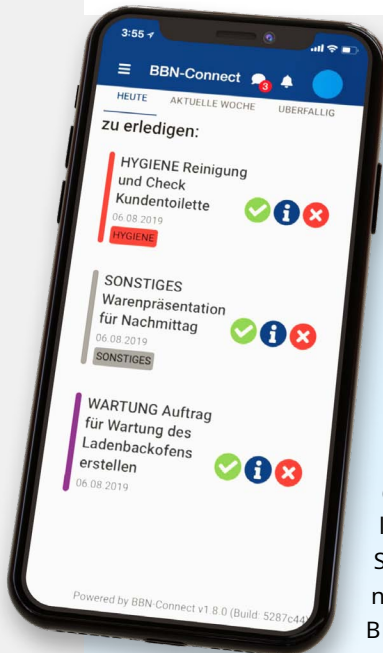 3:55
BBN-Connect 3
HEUTE AKTUELLE WOCHE UBERFALLIG
zu erledigen:
HYGIENE Reinigung
und Check
Kundentoilette
06.08.2019
HYGIENE
SONSTIGES
Warenpräsentation
für Nachmittag
06.08.2019
SONSTIGES
WARTUNG Auftrag
für Wartung des
Ladenbackofens
erstellen
06.08.2019
Powered by BBN-Connect v1.8.0 (Build: 5287c44